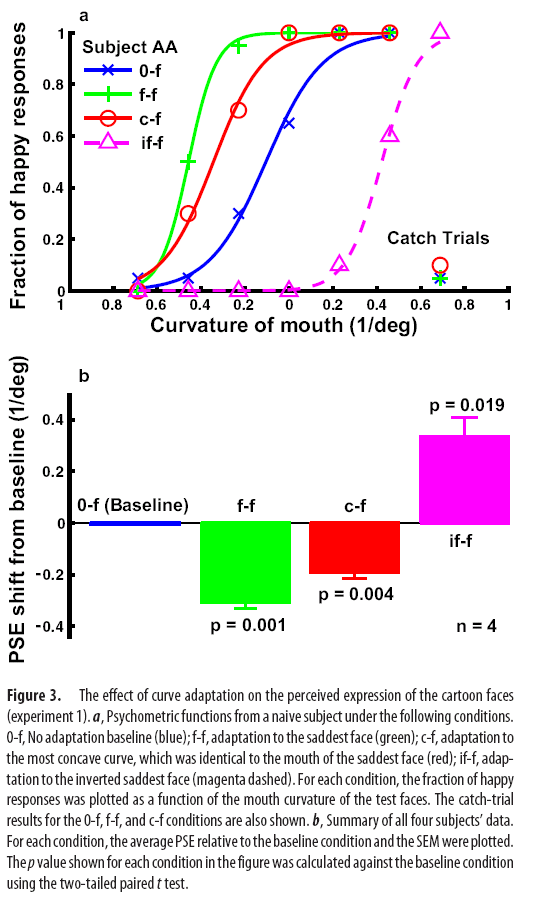 a
Fraction of happy responses
1
0.8
0.6
0.4
0.2
0
Subject AA
0-f
f-f
c-f
if-f
Catch Trials
1 0.8 0.6 0.4 0.2 0 0.2 0.4 0.6 0.8 1
Curvature of mouth (1/deg)
b
PSE shift from baseline (1/deg)
0.4
0.2
0
-0.2
-0.4
0-f (Baseline)
f-f
c-f
if-f
p = 0.019
p = 0.004
p = 0.001
n = 4
Figure 3. The effect of curve adaptation on the perceived expression of the cartoon faces
(experiment 1). a, Psychometric functions from a naive subject under the following conditions.
0-f, No adaptation baseline (blue); f-f, adaptation to the saddest face (green); c-f, adaptation to
the most concave curve, which was identical to the mouth of the saddest face (red); if-f, adap-
tation to the inverted saddest face (magenta dashed). For each condition, the fraction of happy
responses was plotted as a function of the mouth curvature of the test faces. The catch-trial
results for the 0-f, f-f, and c-f conditions are also shown. b, Summary of all four subjects' data.
For each condition, the average PSE relative to the baseline condition and the SEM were plotted.
The p value shown for each condition in the figure was calculated against the baseline condition
using the two-tailed paired t test.